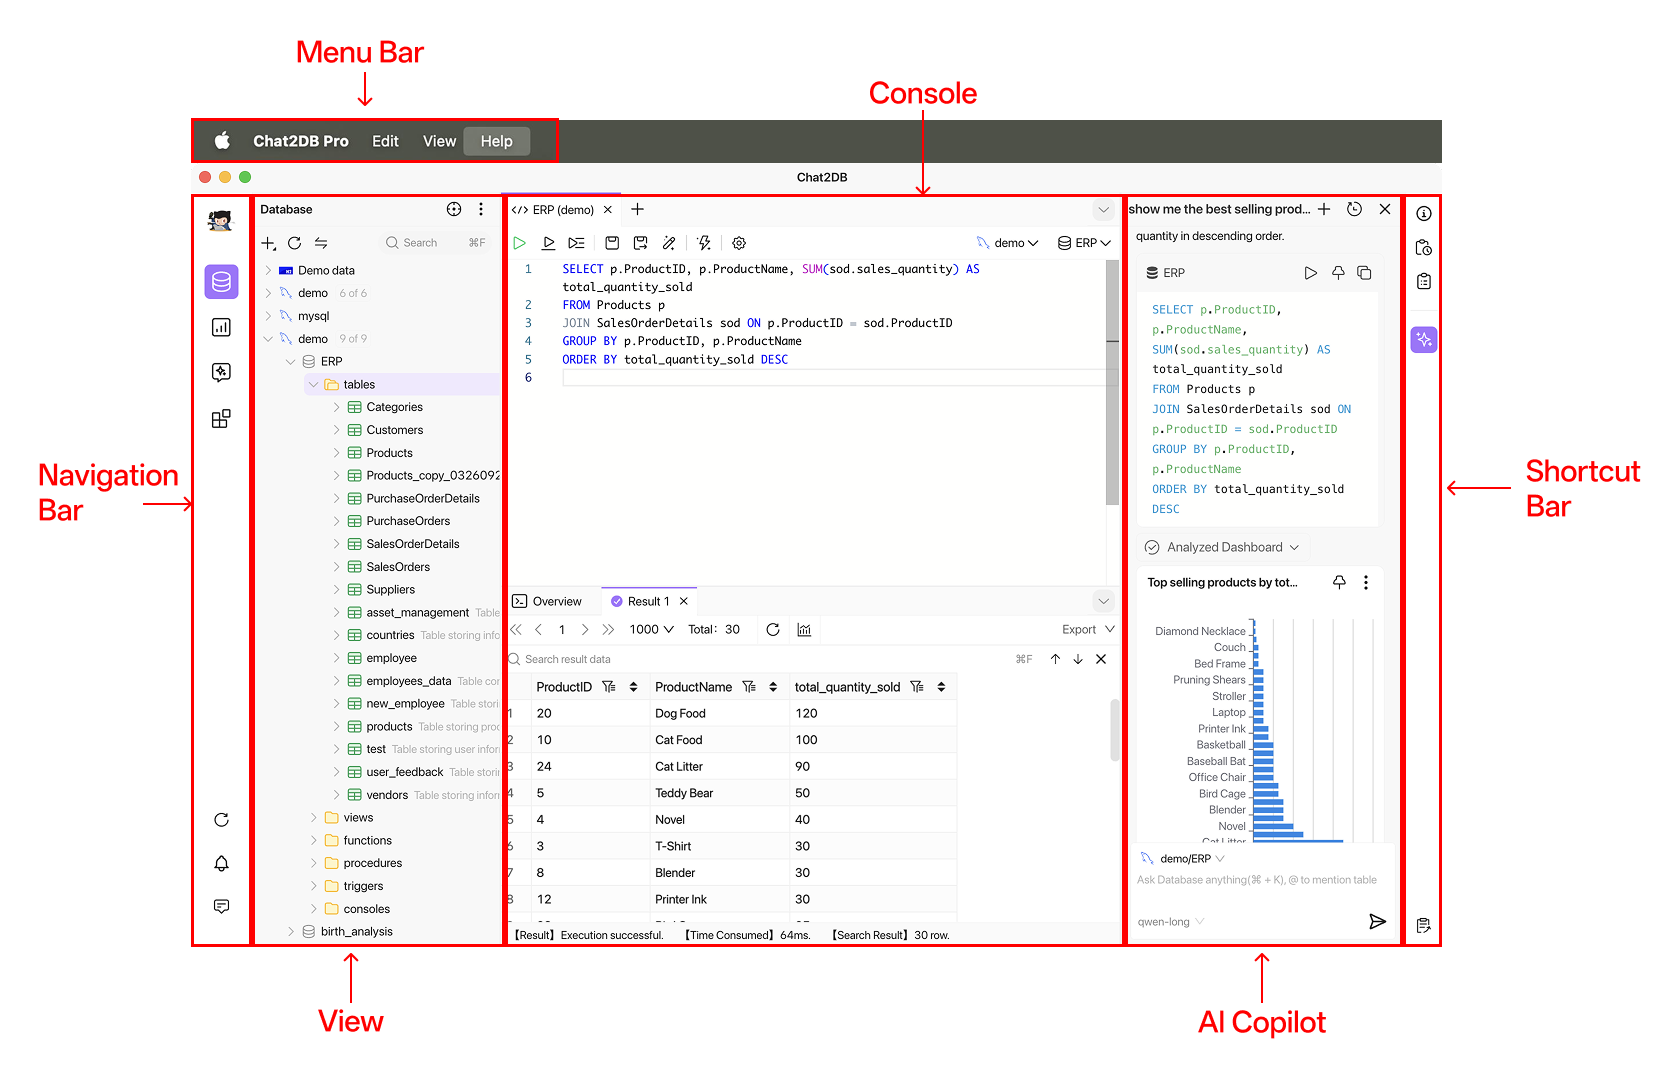 Menu Bar
Console
Chat2DB Pro Edit View Help
Chat2DB
Navigation
Bar
Database
Search ⌘F
Demo data
demo 6 of 6
mysql
demo 9 of 9
ERP
tables
Categories
Customers
Products
Products_copy_0326092
PurchaseOrderDetails
PurchaseOrders
SalesOrderDetails
SalesOrders
Suppliers
asset_management Table
countries Table storing info
employee
employees_data Table con
new_employee Table stori
products Table storing prod
test Table storing user inforn
user_feedback Table storin
vendors Table storing inforn
views
functions
procedures
triggers
consoles
birth_analysis
View
</> ERP (demo)
demo ERP
1 SELECT p.ProductID, p.ProductName, SUM(sod.sales_quantity) AS
total_quantity_sold
2 FROM Products p
3 JOIN SalesOrderDetails sod ON p.ProductID = sod.ProductID
4 GROUP BY p.ProductID, p.ProductName
5 ORDER BY total_quantity_sold DESC
6
Overview Result 1
1 1000 Total: 30 Export
Search result data ⌘F
ProductID ProductName total_quantity_sold
1 20 Dog Food 120
2 10 Cat Food 100
3 24 Cat Litter 90
4 5 Teddy Bear 50
5 4 Novel 40
6 3 T-Shirt 30
7 8 Blender 30
8 12 Printer Ink 30
【Result】Execution successful. 【Time Consumed】64ms. 【Search Result】30 row.
show me the best selling prod...
quantity in descending order.
ERP
SELECT p.ProductID,
p.ProductName,
SUM(sod.sales_quantity) AS
total_quantity_sold
FROM Products p
JOIN SalesOrderDetails sod ON
p.ProductID = sod.ProductID
GROUP BY p.ProductID,
p.ProductName
ORDER BY total_quantity_sold
DESC
Analyzed Dashboard
Top selling products by tot...
Diamond Necklace
Couch
Bed Frame
Pruning Shears
Stroller
Laptop
Printer Ink
Basketball
Baseball Bat
Office Chair
Bird Cage
Blender
Novel
Cat Litter
demo/ERP
Ask Database anything(⌘ + K), @ to mention table
qwen-long
AI Copilot
Shortcut
Bar